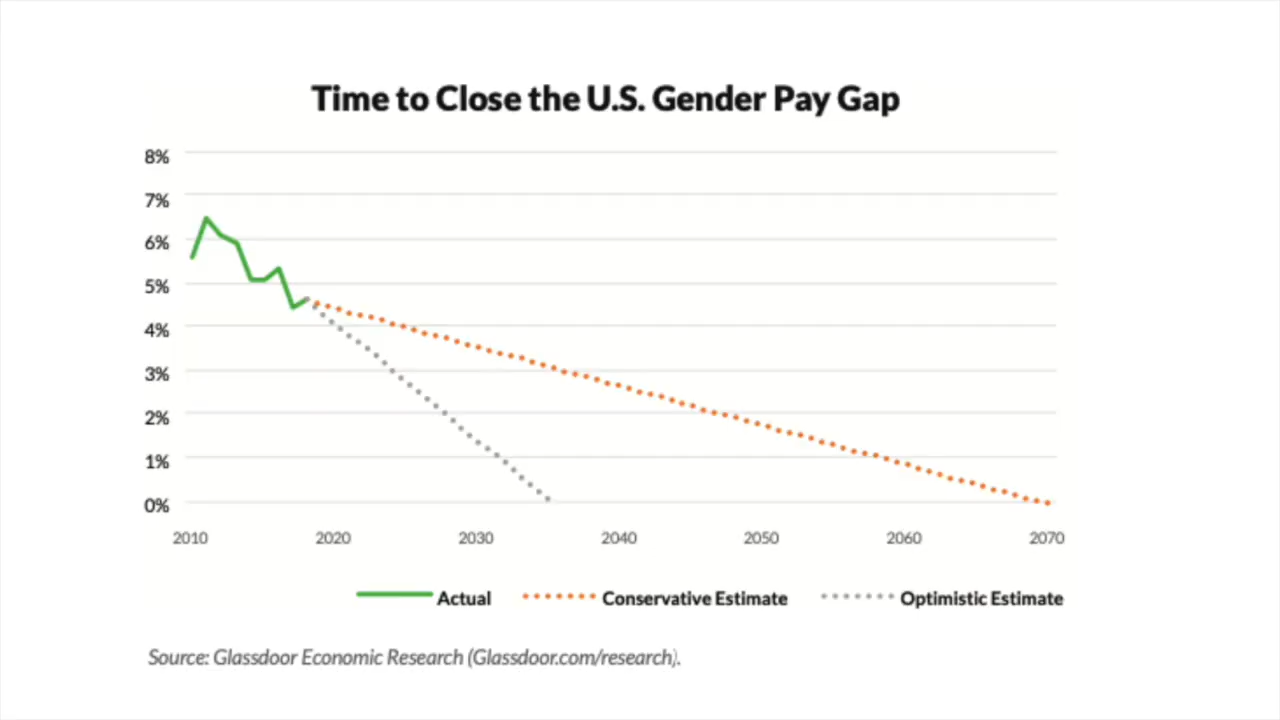 Time to Close the U.S. Gender Pay Gap
8%
7%
6%
5%
4%
3%
2%
1%
0%
2010 2020 2030 2040 2050 2060 2070
Actual Conservative Estimate Optimistic Estimate
Source: Glassdoor Economic Research (Glassdoor.com/research).